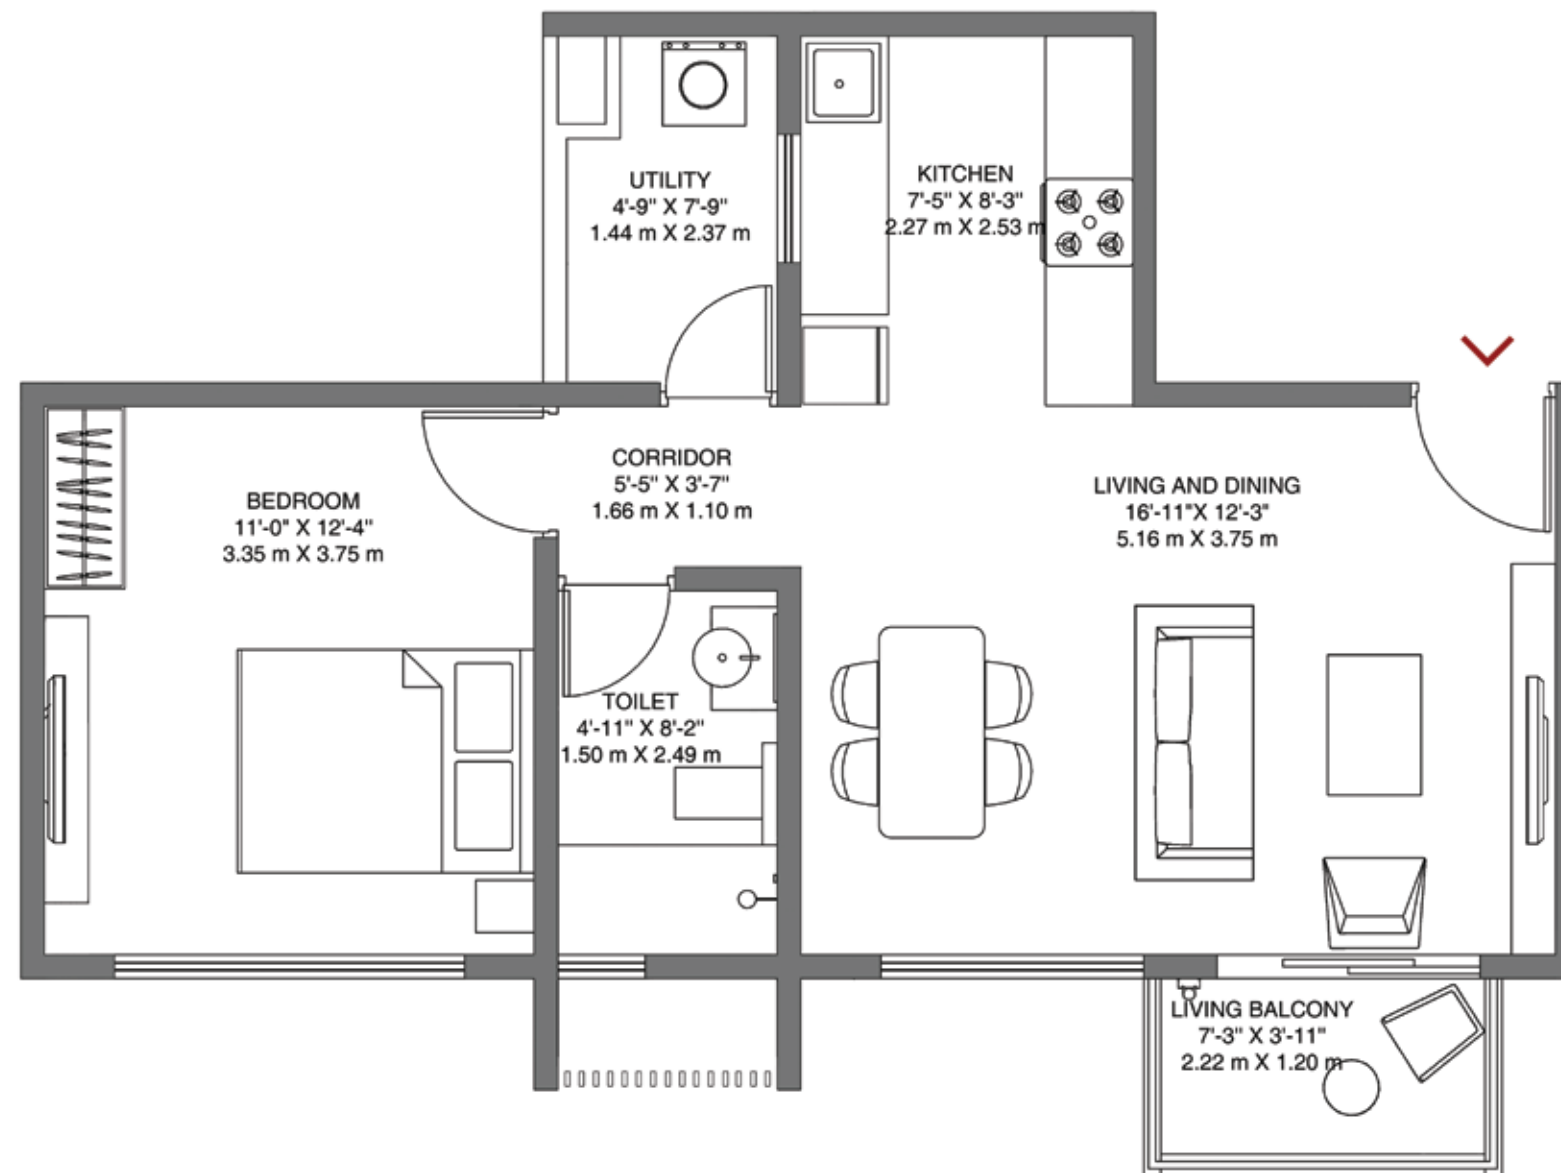 UTILITY
4'-9" X 7'-9"
1.44 m X 2.37 m
KITCHEN
7'-5" X 8'-3"
2.27 m X 2.53 m
BEDROOM
11'-0" X 12'-4"
3.35 m X 3.75 m
CORRIDOR
5'-5" X 3'-7"
1.66 m X 1.10 m
LIVING AND DINING
16'-11"X 12'-3"
5.16 m X 3.75 m
TOILET
4'-11" X 8'-2"
1.50 m X 2.49 m
LIVING BALCONY
7'-3" X 3'-11"
2.22 m X 1.20 m